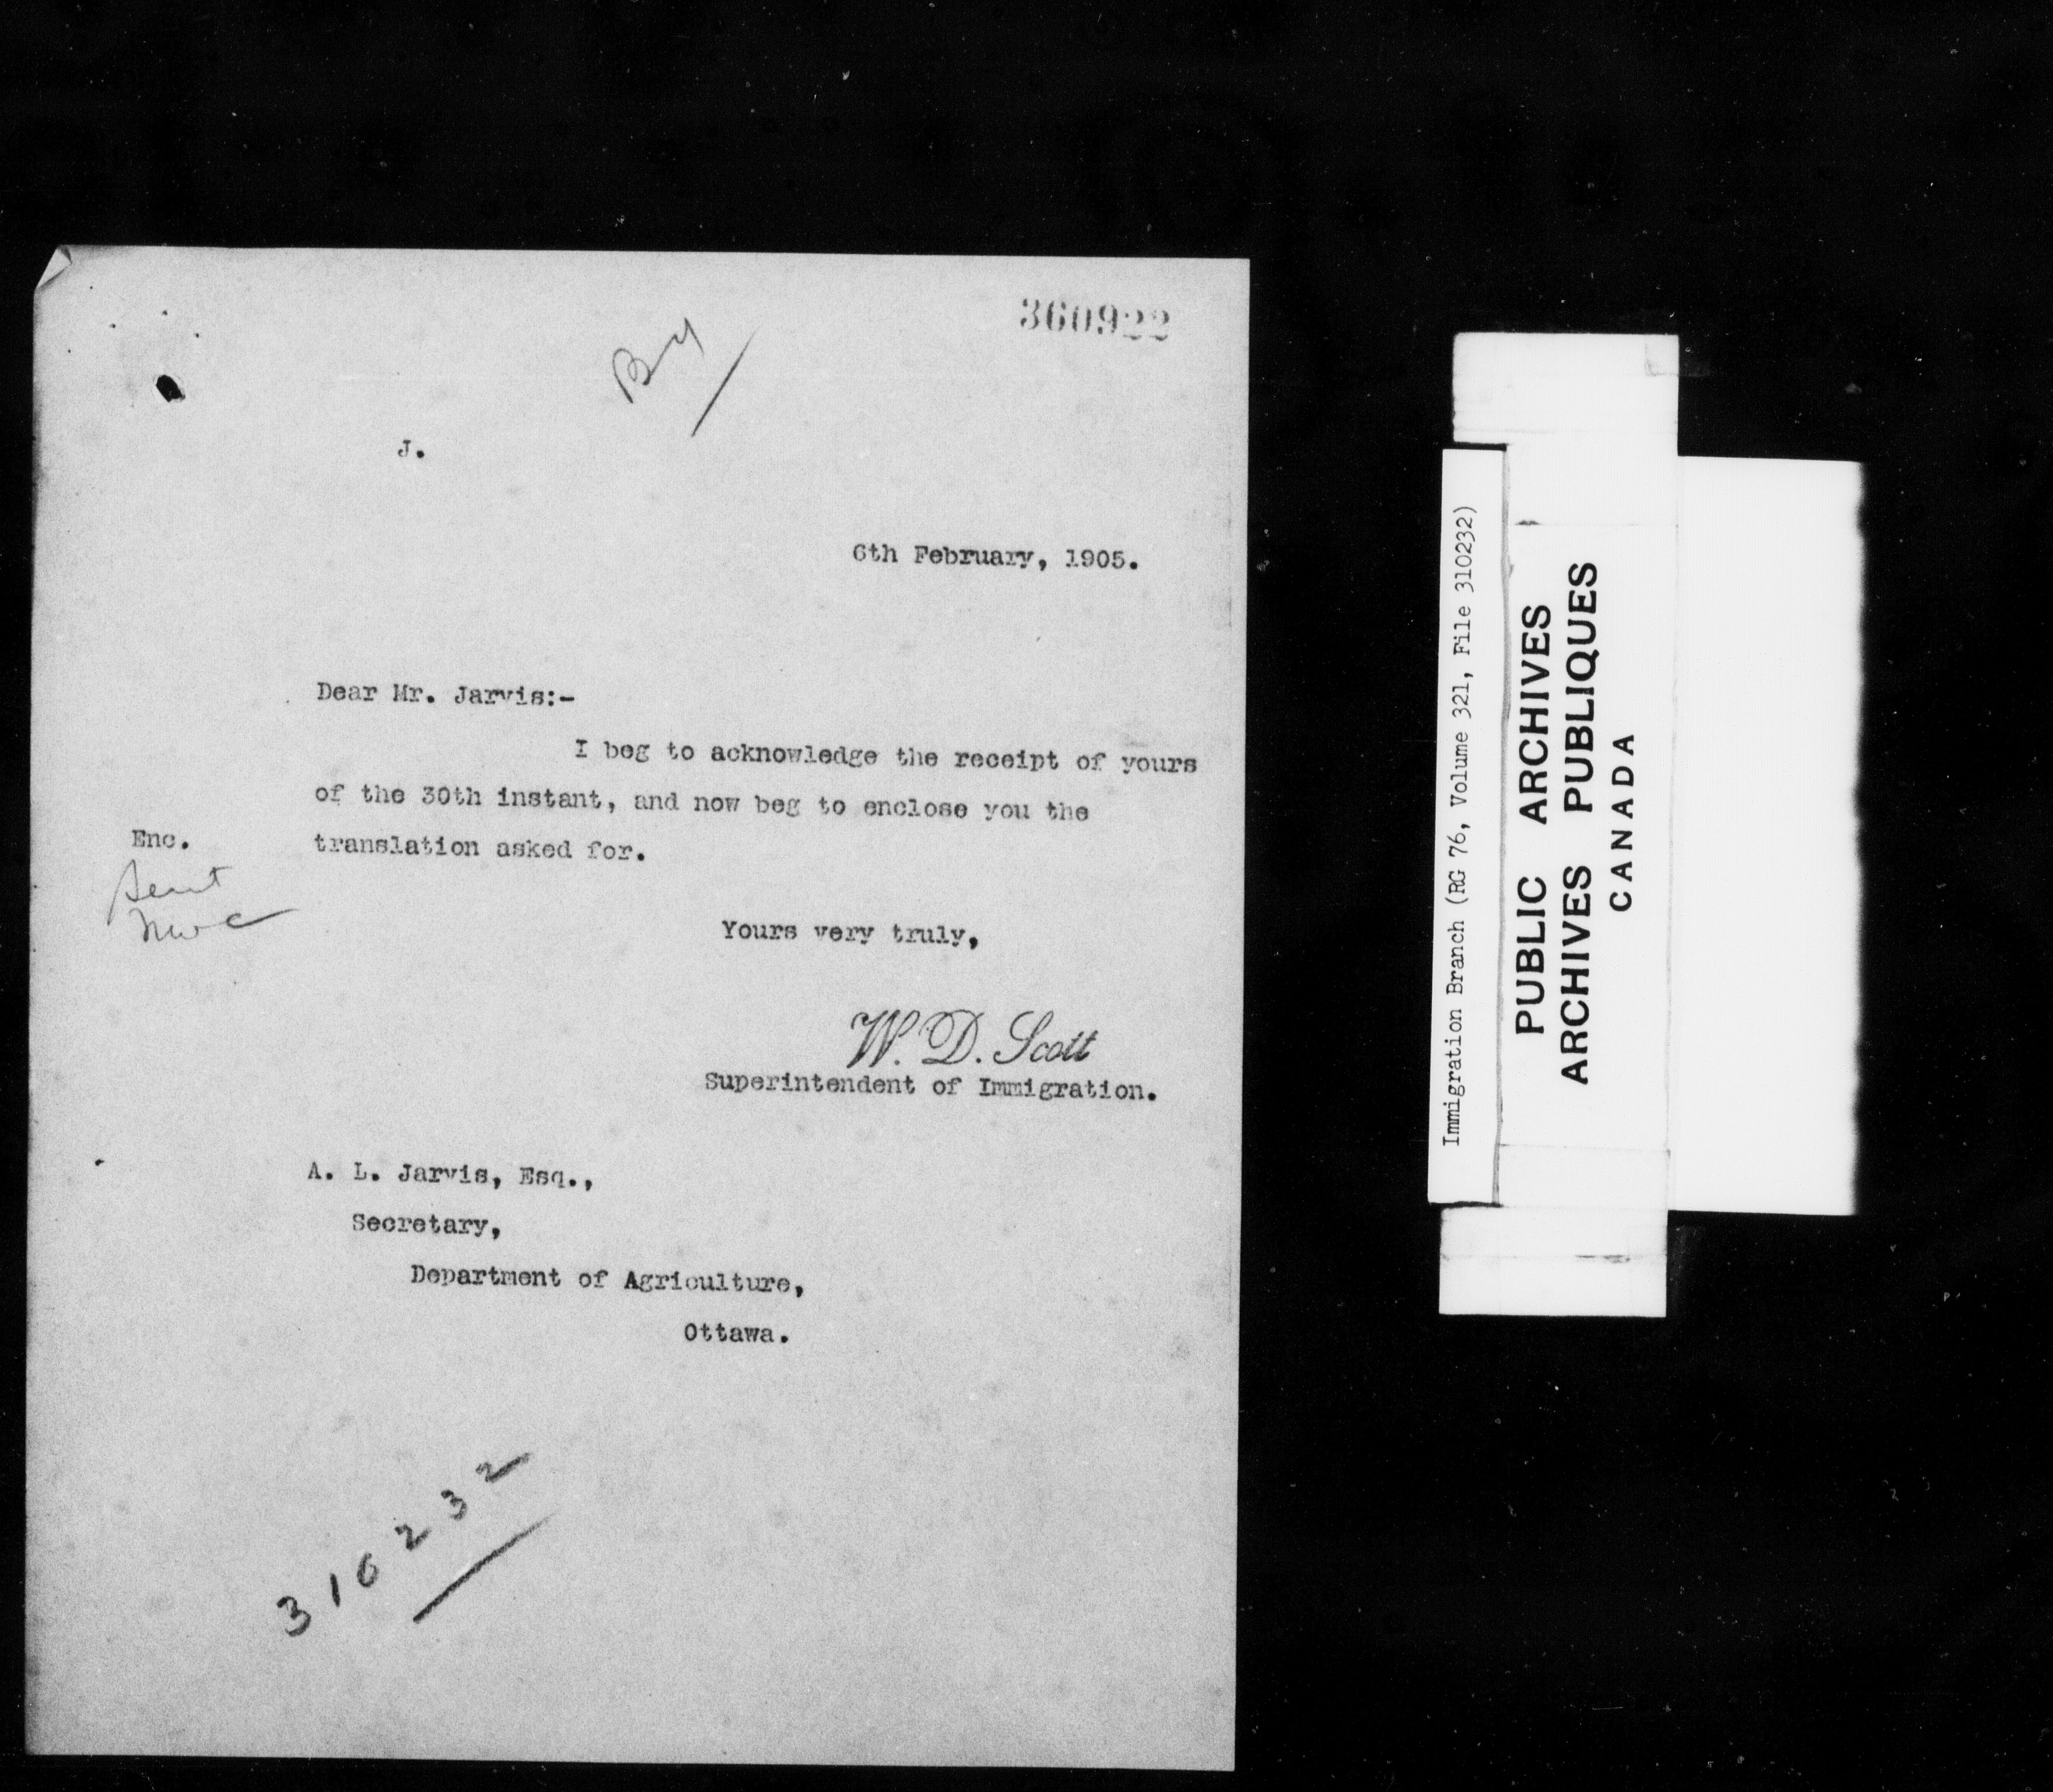 360922
J.
6th February, 1905.
Dear Mr. Jarvis:-
I beg to acknowledge the receipt of yours
of the 30th instant, and now beg to enclose you the
translation asked for.
Enc.
Sent
Yours very truly,
W. D. Scott
Superintendent of Immigration.
A. L. Jarvis, Esq.,
Secretary,
Department of Agriculture,
Ottawa.
310232
Immigration Branch (RG 76, Volume 321, File 310232)
PUBLIC ARCHIVES
ARCHIVES PUBLIQUES
CANADA